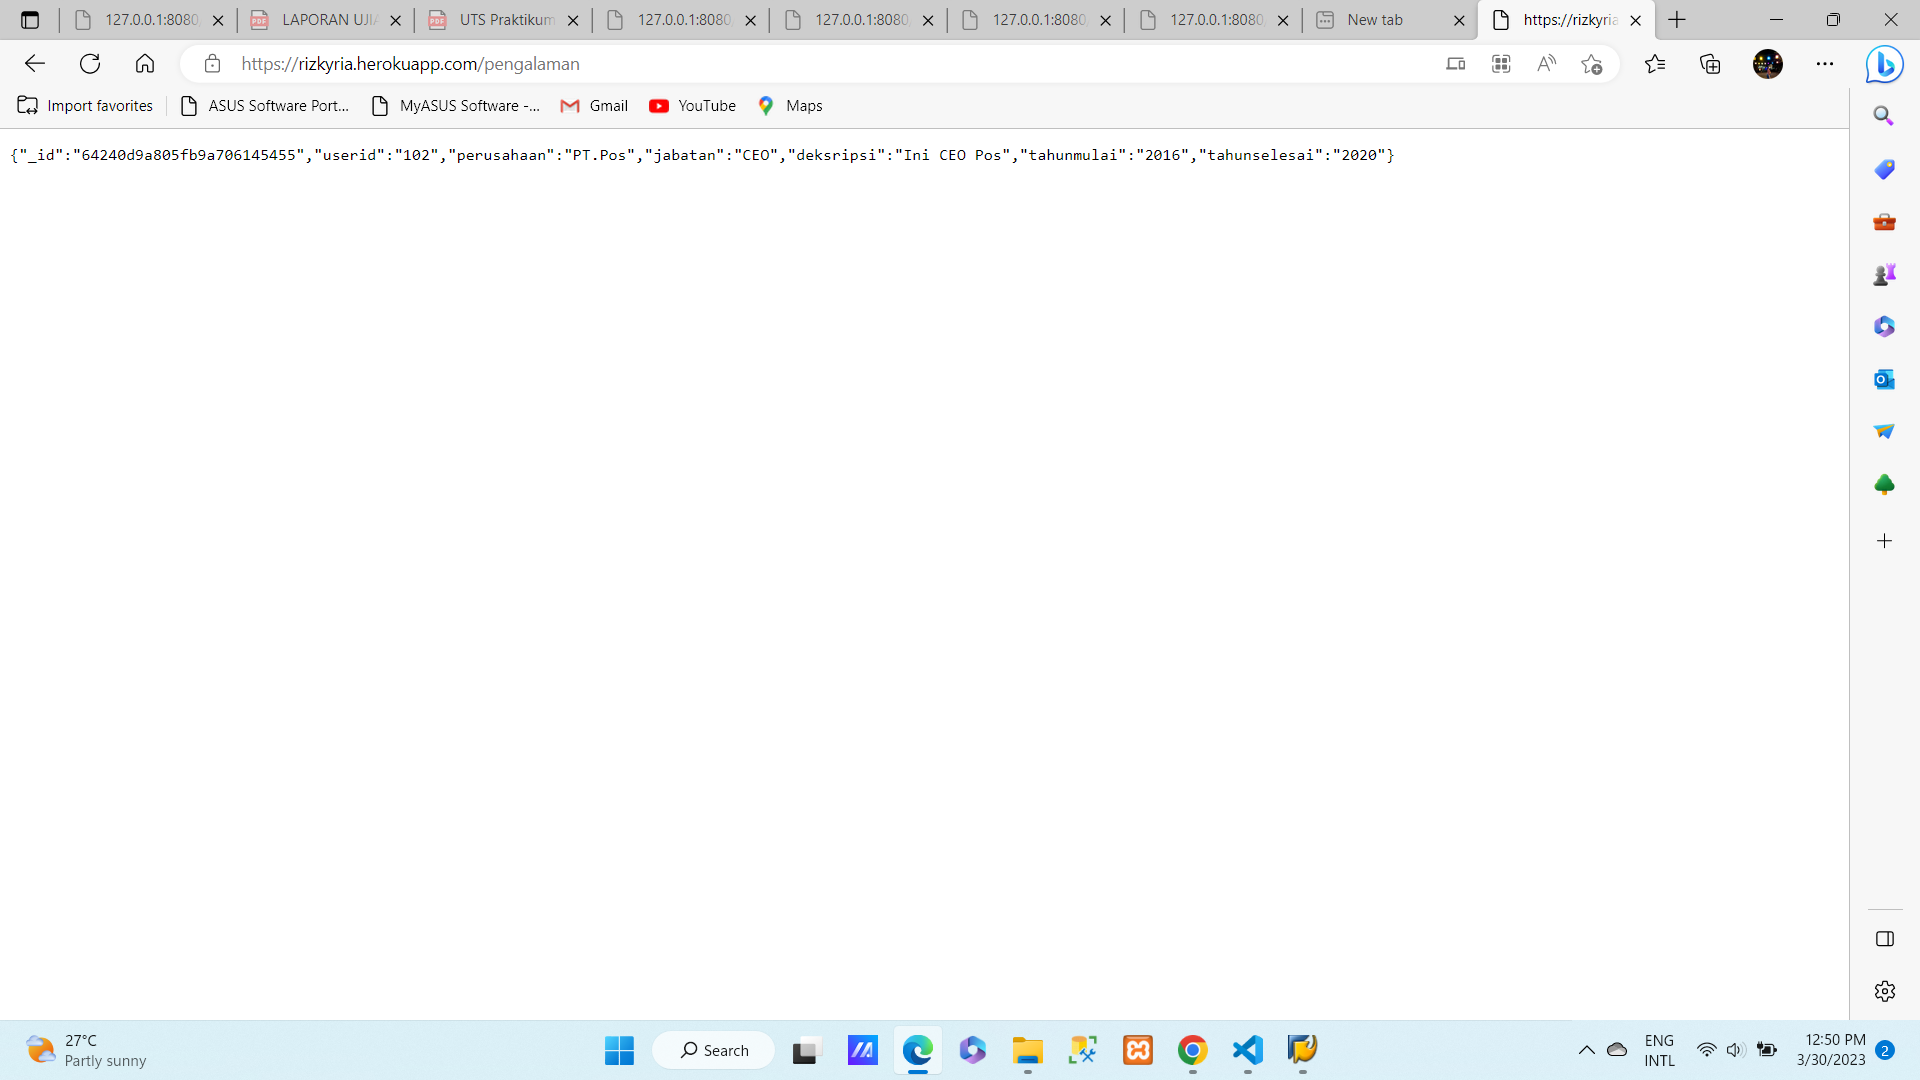 127.0.0.1:8080/
LAPORAN UJIA
UTS Praktikum
127.0.0.1:8080/
127.0.0.1:8080/
127.0.0.1:8080/
127.0.0.1:8080/
New tab
https://rizkyria
https://rizkyria.herokuapp.com/pengalaman
Import favorites
ASUS Software Port...
MyASUS Software -...
Gmail
YouTube
Maps
{"_id":"64240d9a805fb9a706145455","userid":"102","perusahaan":"PT.Pos","jabatan":"CEO","deksripsi":"Ini CEO Pos","tahunmulai":"2016","tahunselesai":"2020"}
27°C
Partly sunny
Search
ENG
INTL
12:50 PM
3/30/2023
2